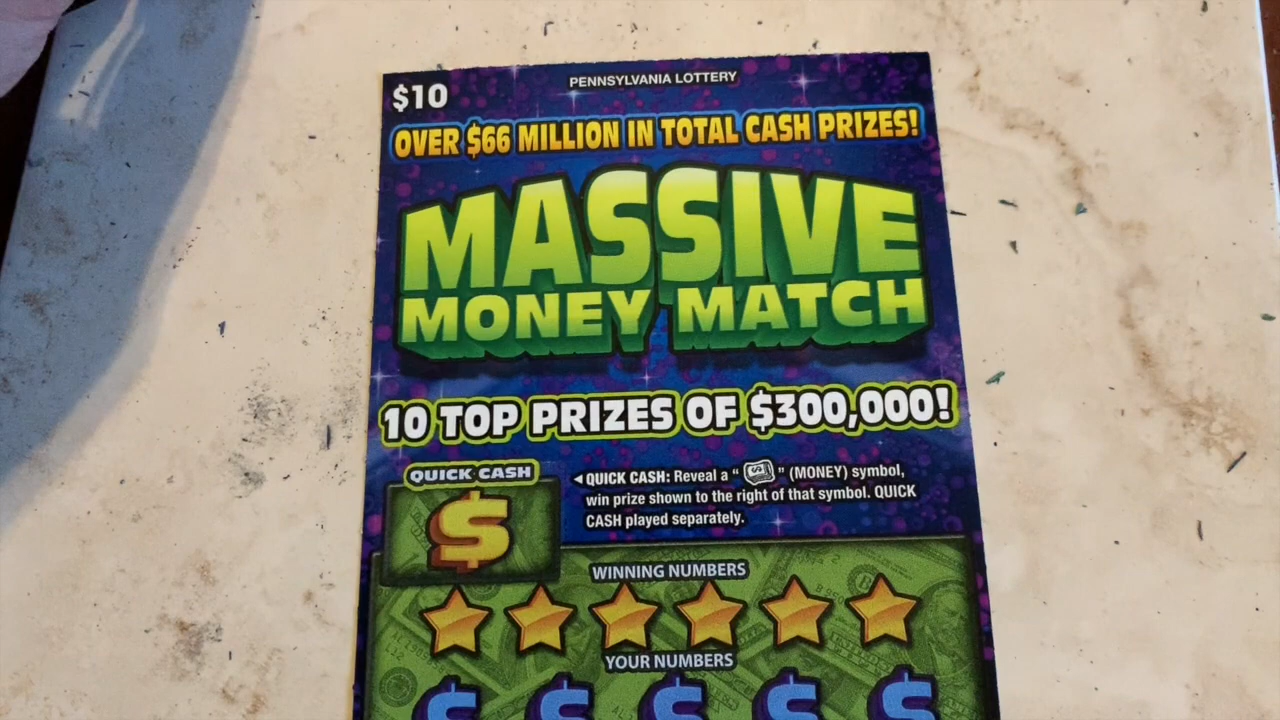 PENNSYLVANIA LOTTERY
$10
OVER $66 MILLION IN TOTAL CASH PRIZES!
MASSIVE
MONEY MATCH
10 TOP PRIZES OF $300,000!
QUICK CASH
$
◄ QUICK CASH: Reveal a " " (MONEY) symbol,
win prize shown to the right of that symbol. QUICK
CASH played separately.
WINNING NUMBERS
YOUR NUMBERS
$ $ $ $ $